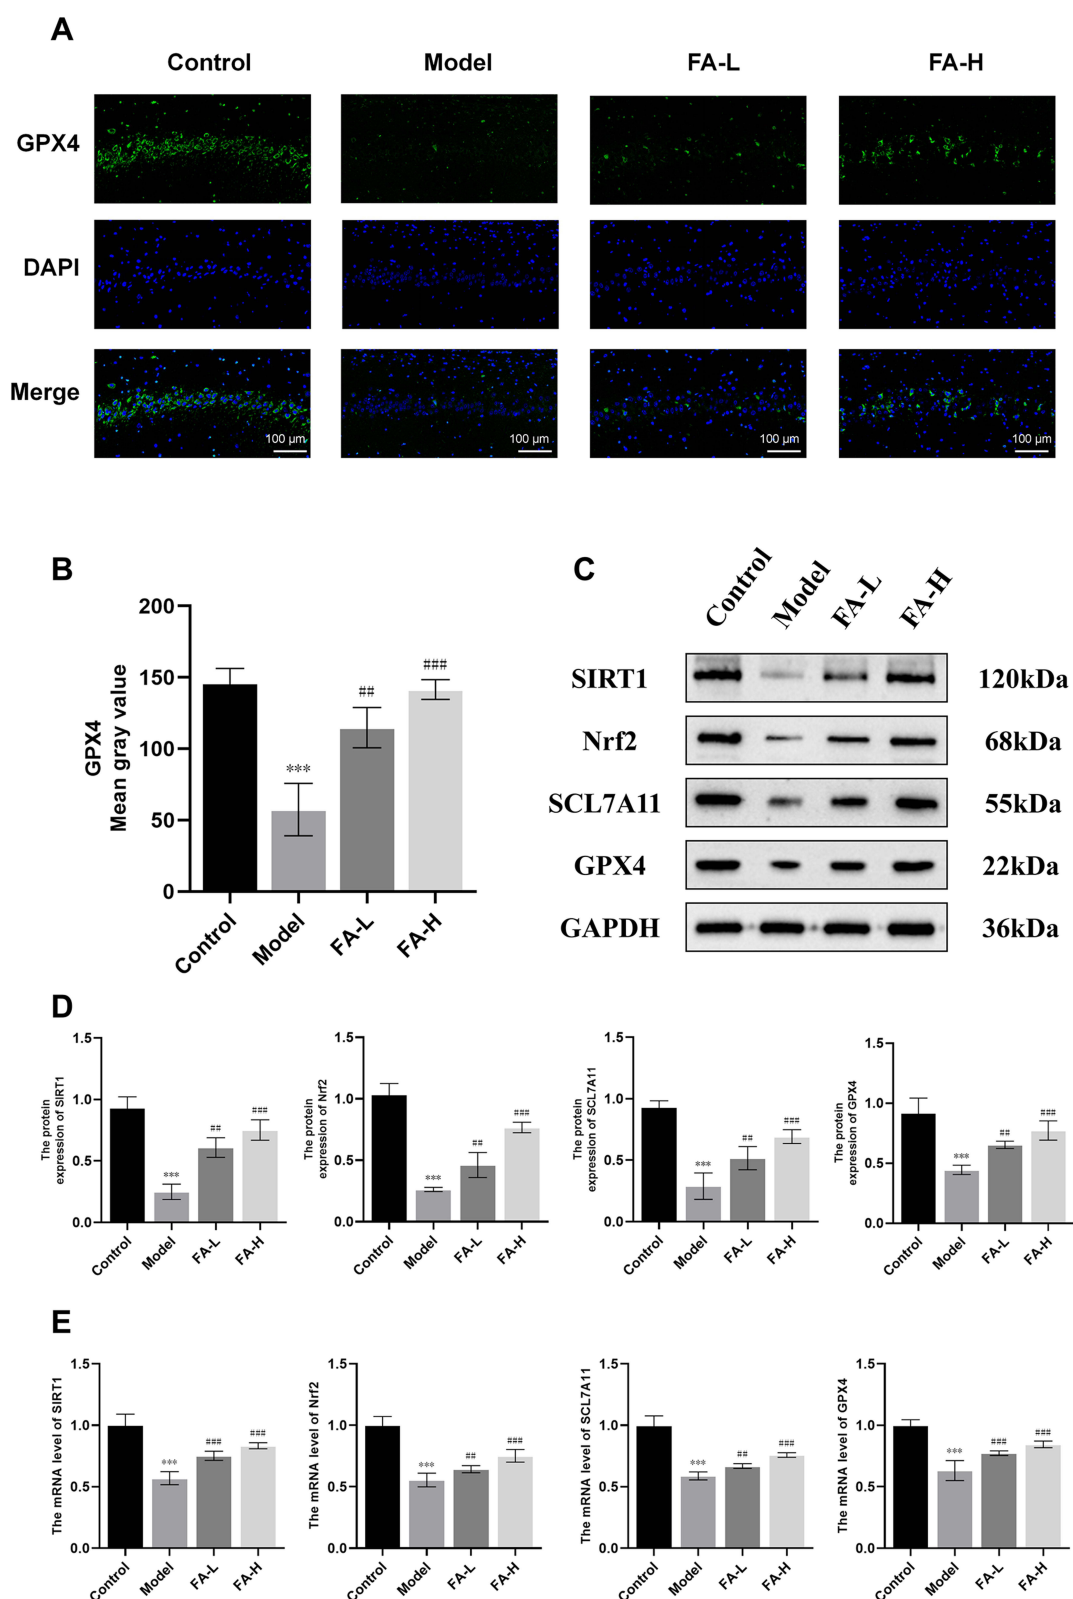 A
Control Model FA-L FA-H
GPX4
DAPI
Merge
100 μm 100 μm 100 μm 100 μm
B
GPX4
Mean gray value
200
150
100
50
0
***
##
###
Control Model FA-L FA-H
C
Control Model FA-L FA-H
SIRT1 120kDa
Nrf2 68kDa
SCL7A11 55kDa
GPX4 22kDa
GAPDH 36kDa
D
The protein
expression of SIRT1
1.5
1.0
0.5
0.0
***
##
###
Control Model FA-L FA-H
The protein
expression of Nrf2
1.5
1.0
0.5
0.0
***
##
###
Control Model FA-L FA-H
The protein
expression of SCL7A11
1.5
1.0
0.5
0.0
***
##
###
Control Model FA-L FA-H
The protein
expression of GPX4
1.5
1.0
0.5
0.0
***
##
###
Control Model FA-L FA-H
E
The mRNA level of SIRT1
1.5
1.0
0.5
0.0
***
###
###
Control Model FA-L FA-H
The mRNA level of Nrf2
1.5
1.0
0.5
0.0
***
##
###
Control Model FA-L FA-H
The mRNA level of SCL7A11
1.5
1.0
0.5
0.0
***
##
###
Control Model FA-L FA-H
The mRNA level of GPX4
1.5
1.0
0.5
0.0
***
###
###
Control Model FA-L FA-H